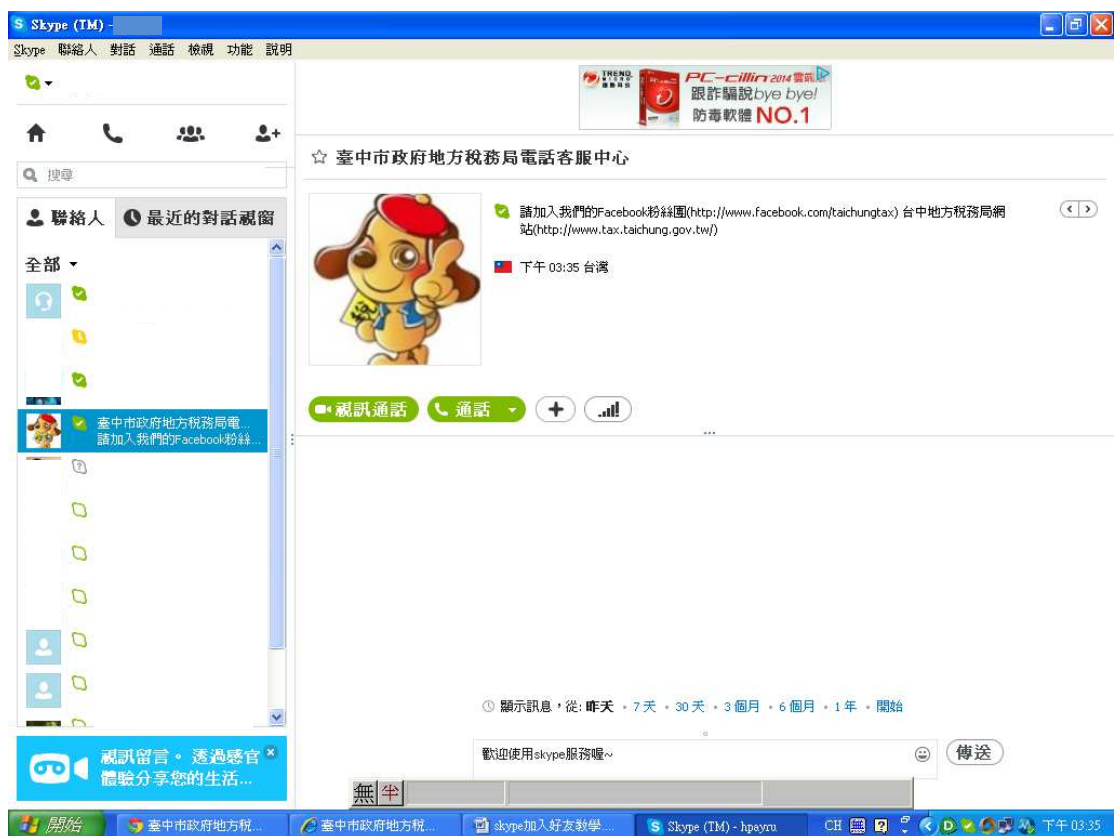 Skype (TM) -
Skype 聯絡人 對話 通話 檢視 功能 說明
TREND MICRO 趨勢科技
PC-cillin 2014 雲端
跟詐騙說bye bye!
防毒軟體 NO.1
搜尋
聯絡人 最近的對話視窗
全部
臺中市政府地方稅務局電...
請加入我們的Facebook粉絲...
視訊留言。透過感官
體驗分享您的生活...
☆ 臺中市政府地方稅務局電話客服中心
請加入我們的Facebook粉絲團(http://www.facebook.com/taichungtax) 台中地方稅務局網
站(http://www.tax.taichung.gov.tw/)
下午 03:35 台灣
視訊通話 通話
顯示訊息,從: 昨天 • 7 天 • 30 天 • 3 個月 • 6 個月 • 1 年 • 開始
歡迎使用skype服務喔~
傳送
無 半
開始 臺中市政府地方稅... 臺中市政府地方稅... skype加入好友教學.... Skype (TM) - hpayru CH 下午 03:35